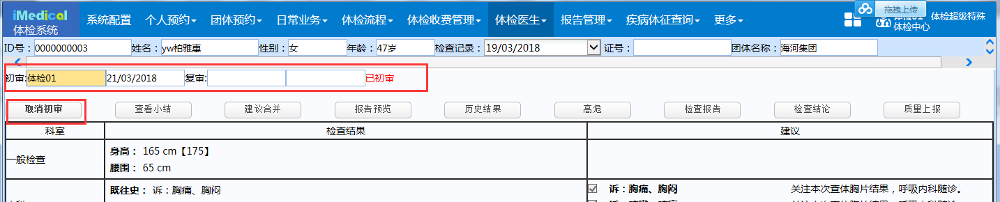 iMedical
体检系统
系统配置 个人预约 团体预约 日常业务 体检流程 体检收费管理 体检医生 报告管理 疾病体征查询 更多
拖拽上传
体检超级特殊
体检中心
ID号：0000000003 姓名：yw柏雅惠 性别：女 年龄：47岁 检查记录：19/03/2018 证号： 团体名称：海河集团
初审:体检01 21/03/2018 复审: 已初审
取消初审 查看小结 建议合并 报告预览 历史结果 高危 检查报告 检查结论 质量上报
科室 检查结果 建议
一般检查
身高： 165 cm【175】
腰围： 65 cm
既往史： 诉：胸痛、胸闷
诉：胸痛、胸闷 关注本次查体胸片结果，呼吸内科随诊。